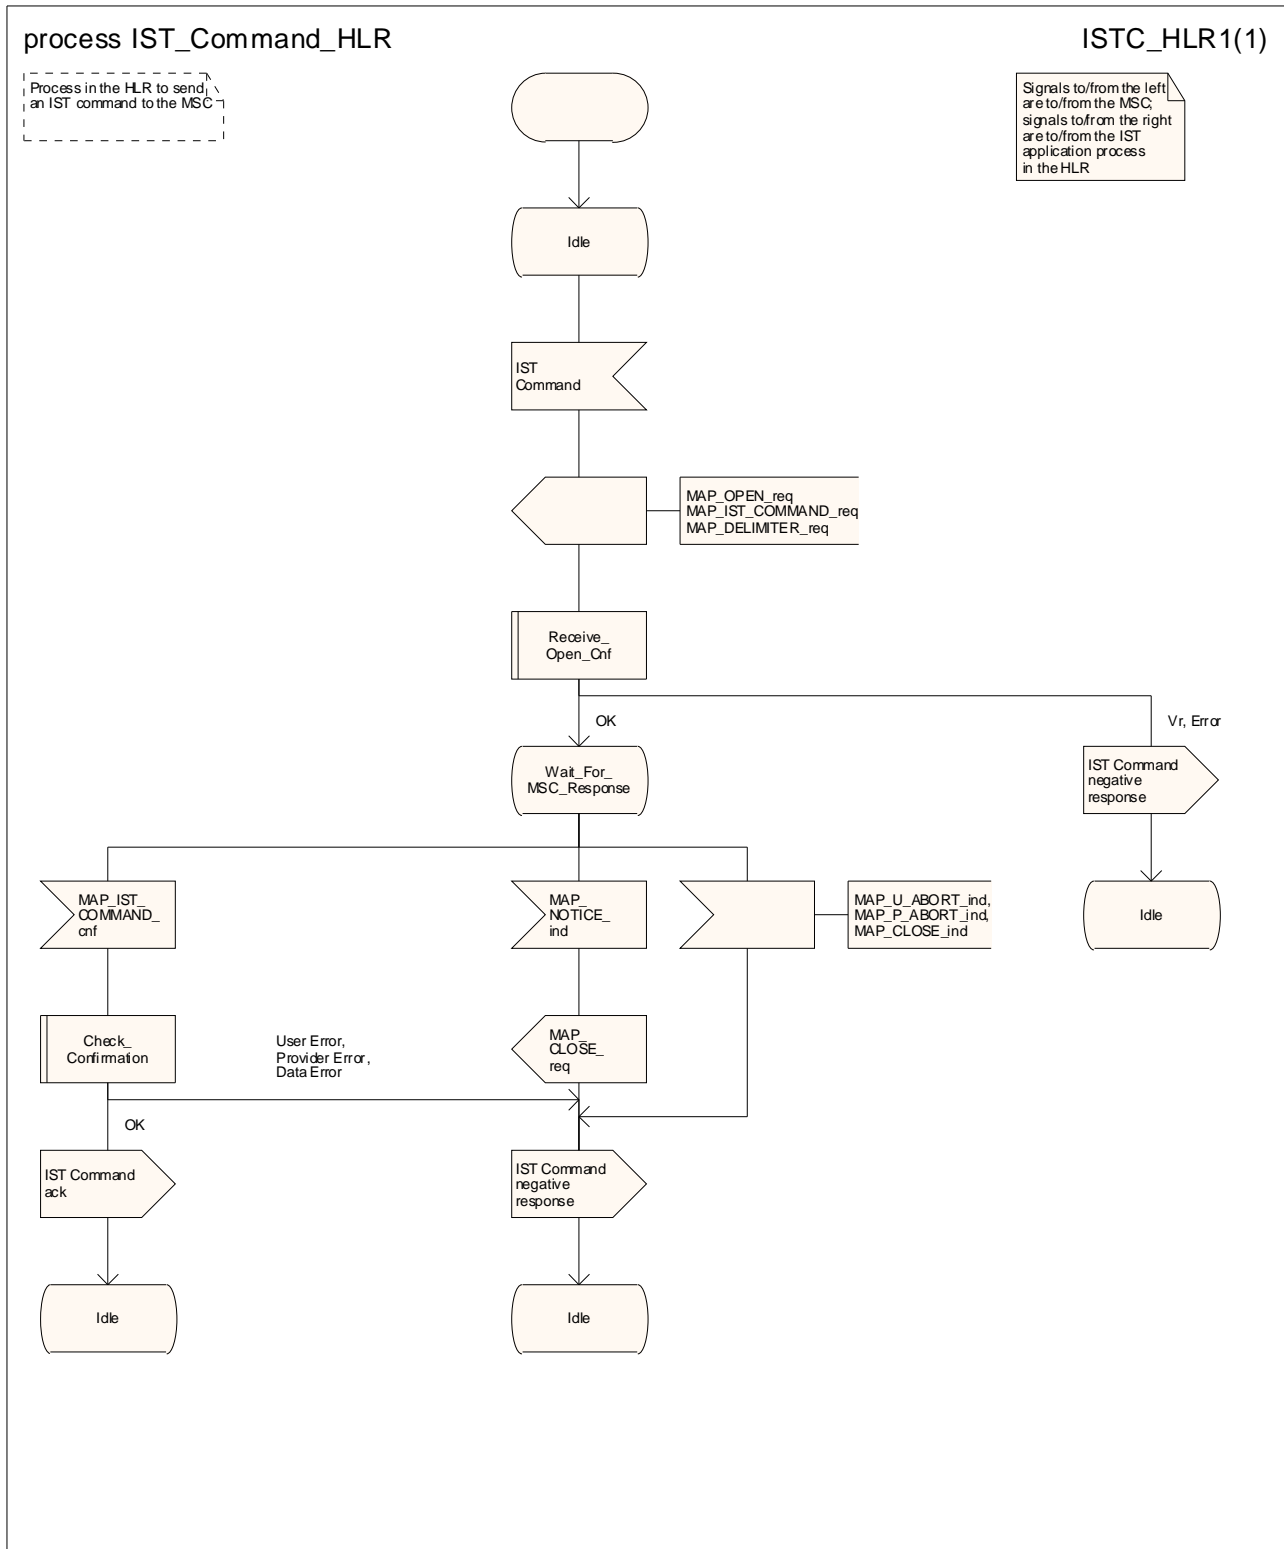 process IST_Command_HLR
ISTC_HLR1(1)
Process in the HLR to send
an IST command to the MSC
Signals to/from the left
are to/from the MSC;
signals to/from the right
are to/from the IST
application process
in the HLR
Idle
IST
Command
MAP_OPEN_req
MAP_IST_COMMAND_req
MAP_DELIMITER_req
Receive_
Open_Cnf
OK
Vr, Error
Wait_For_
MSC_Response
IST Command
negative
response
MAP_IST_
COMMAND_
cnf
MAP_
NOTICE_
ind
MAP_U_ABORT_ind,
MAP_P_ABORT_ind,
MAP_CLOSE_ind
Idle
Check_
Confirmation
User Error,
Provider Error,
Data Error
MAP_
CLOSE_
req
OK
IST Command
ack
IST Command
negative
response
Idle
Idle